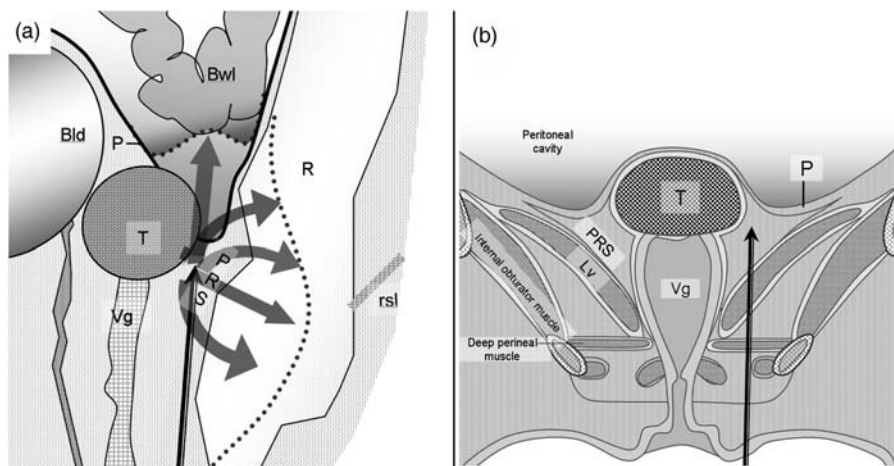 (a)
Bwl
Bld
P
R
T
P
R
S
Vg
rsl
(b)
Peritoneal
cavity
P
T
PRS
Lv
Internal obturator muscle
Vg
Deep perineal
muscle